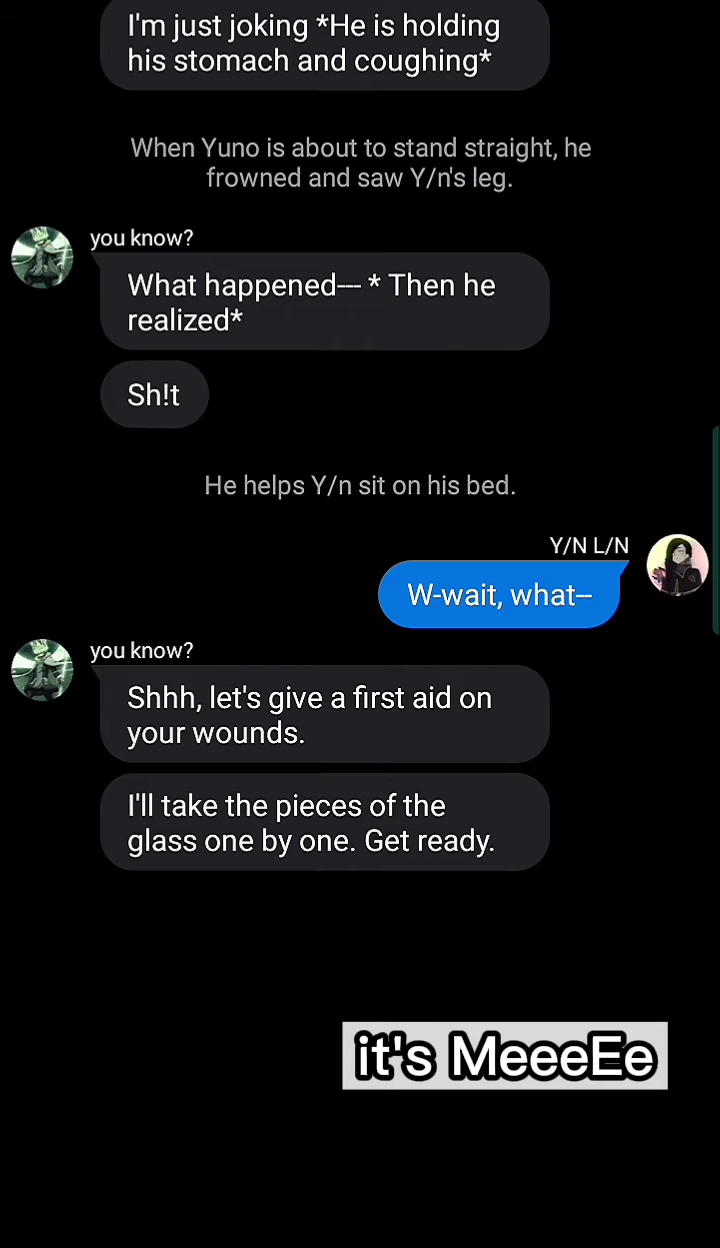 I'm just joking *He is holding
his stomach and coughing*
When Yuno is about to stand straight, he
frowned and saw Y/n's leg.
you know?
What happened--- * Then he
realized*
Sh!t
He helps Y/n sit on his bed.
Y/N L/N
W-wait, what--
you know?
Shhh, let's give a first aid on
your wounds.
I'll take the pieces of the
glass one by one. Get ready.
it's MeeeEe